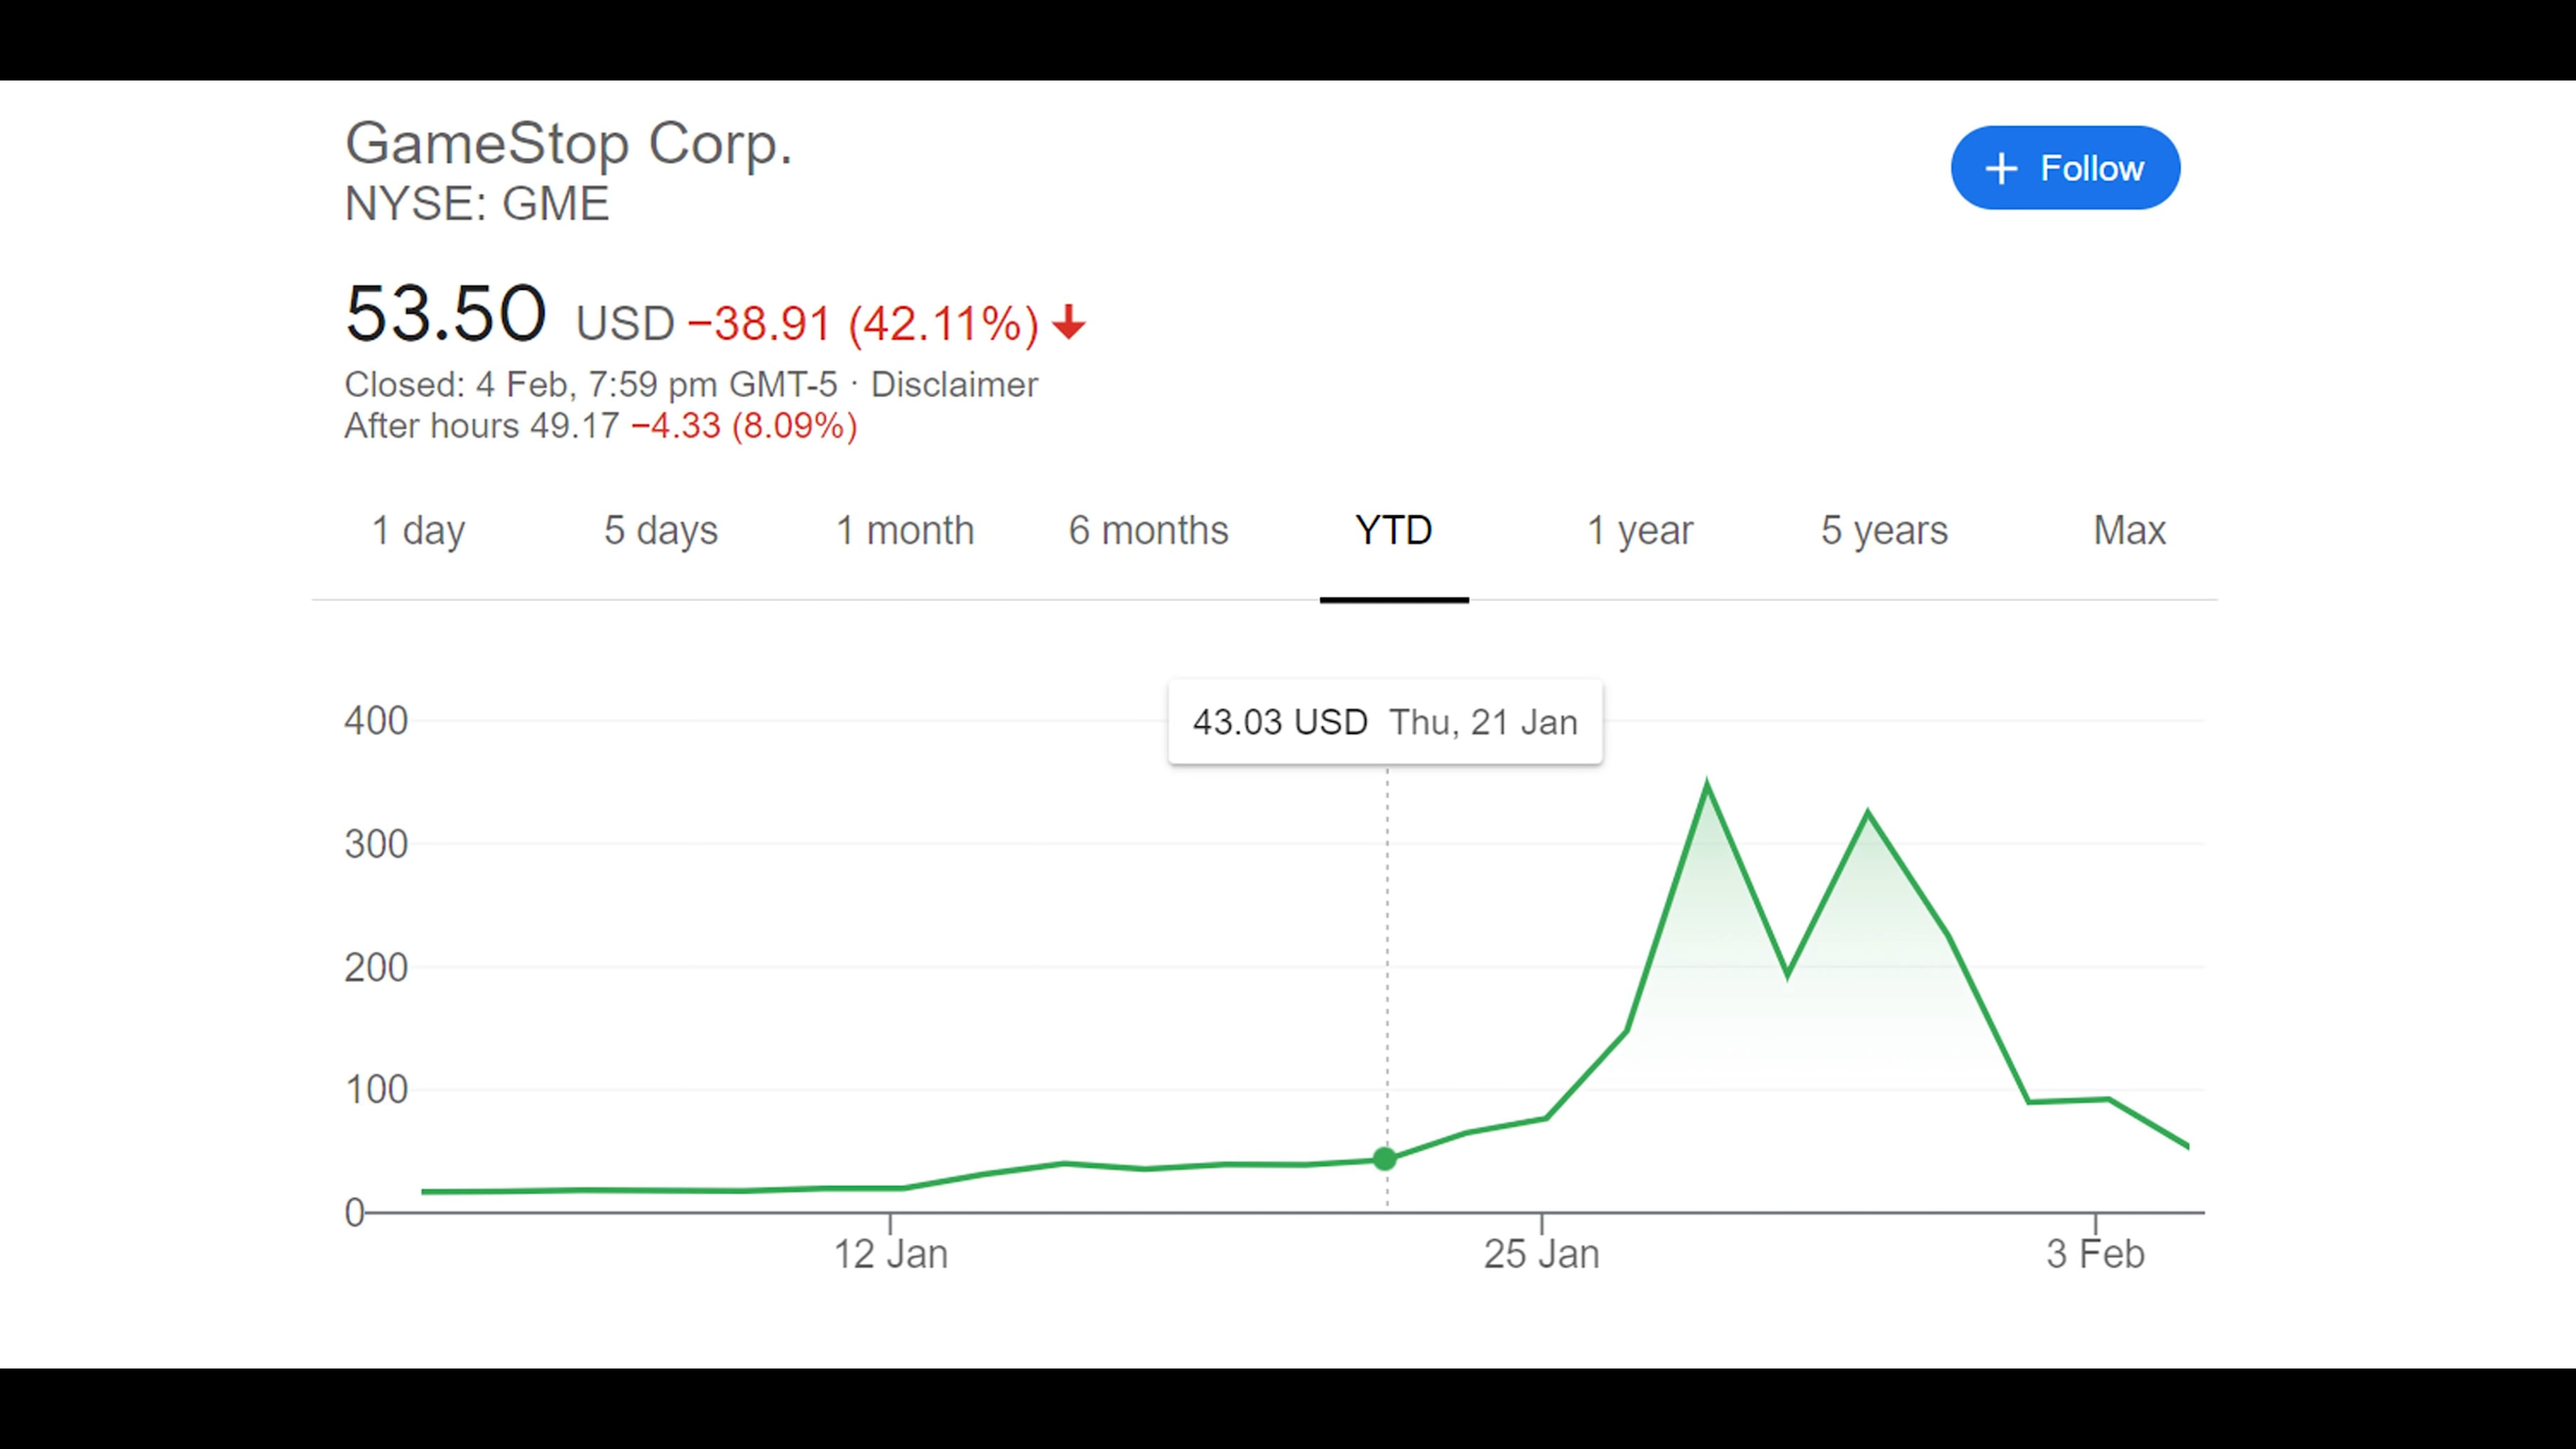 GameStop Corp.
NYSE: GME
+ Follow
53.50 USD −38.91 (42.11%)
Closed: 4 Feb, 7:59 pm GMT-5 · Disclaimer
After hours 49.17 −4.33 (8.09%)
1 day 5 days 1 month 6 months YTD 1 year 5 years Max
43.03 USD Thu, 21 Jan
400
300
200
100
0
12 Jan 25 Jan 3 Feb